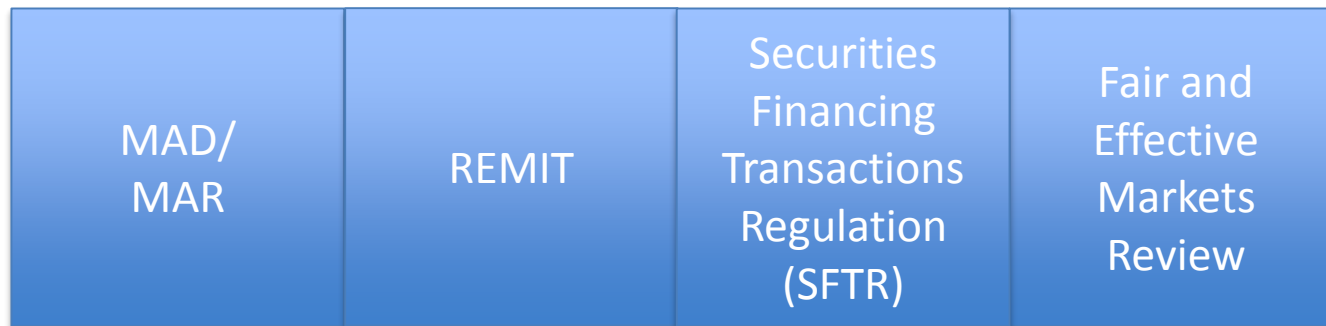 MAD/
MAR
REMIT
Securities
Financing
Transactions
Regulation
(SFTR)
Fair and
Effective
Markets
Review